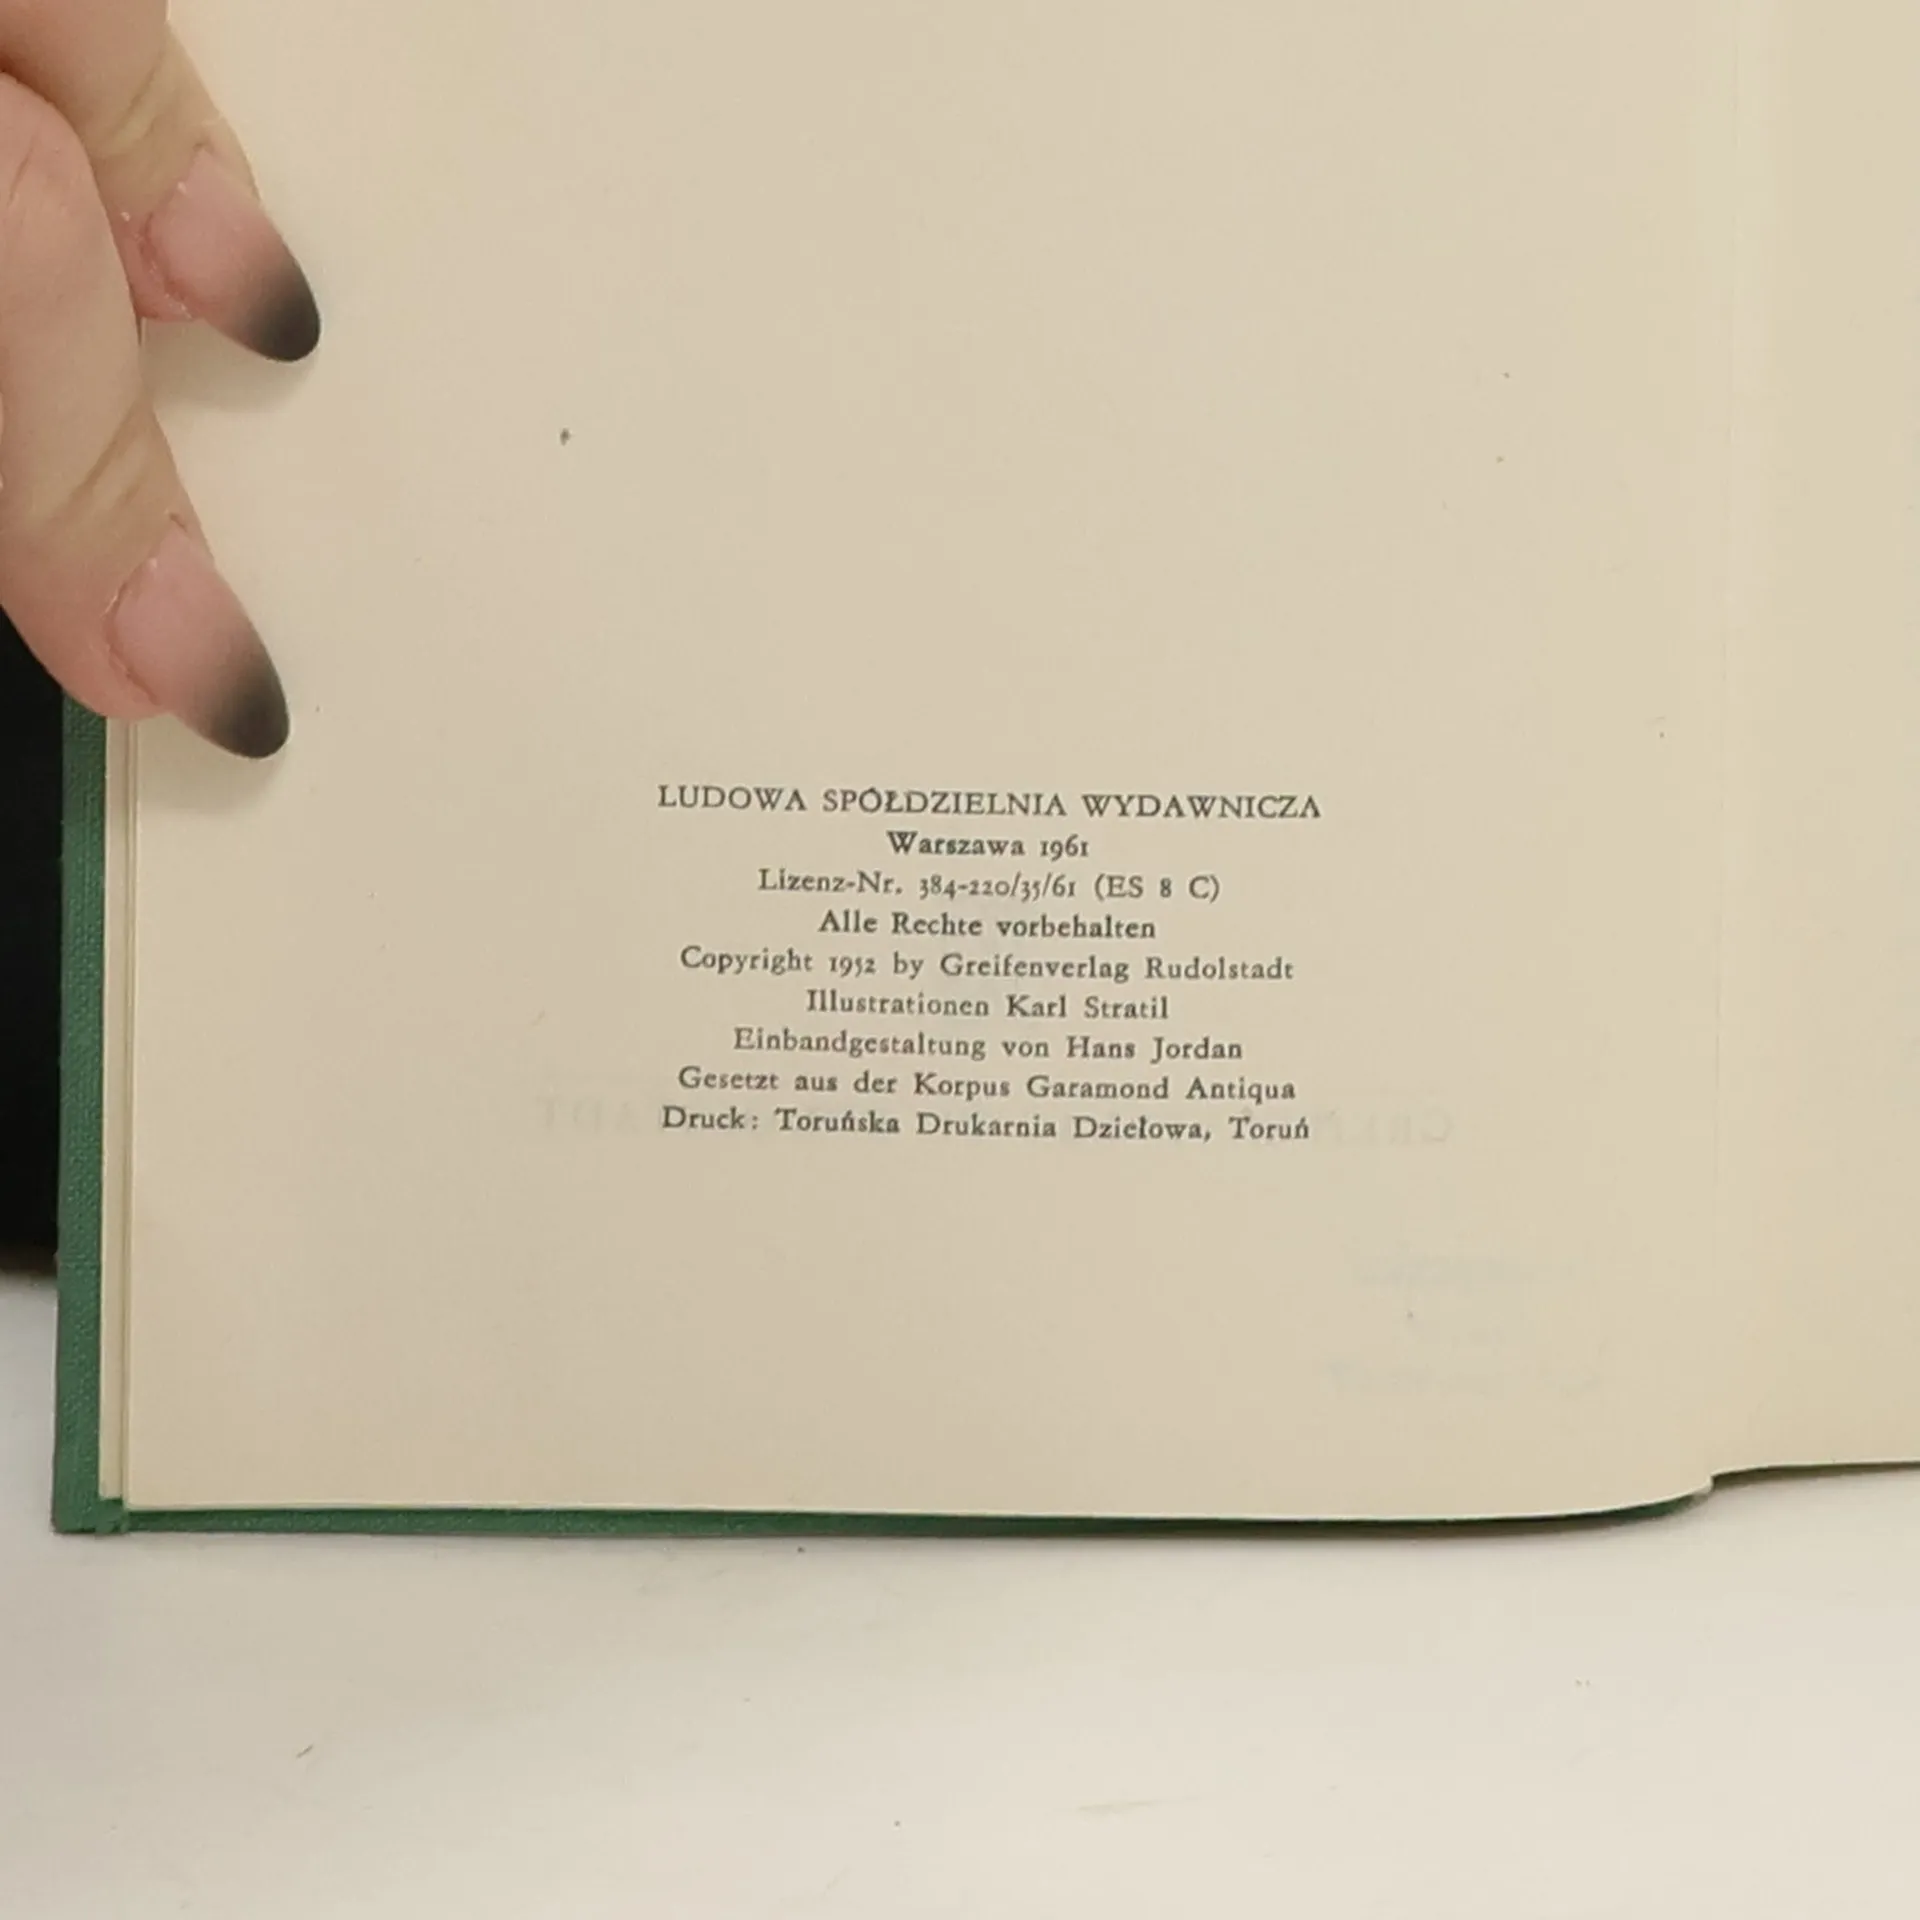 LUDOWA SPÓŁDZIELNIA WYDAWNICZA
Warszawa 1961
Lizenz-Nr. 384-220/35/61 (ES 8 C)
Alle Rechte vorbehalten
Copyright 1952 by Greifenverlag Rudolstadt
Illustrationen Karl Stratil
Einbandgestaltung von Hans Jordan
Gesetzt aus der Korpus Garamond Antiqua
Druck: Toruńska Drukarnia Dziełowa, Toruń